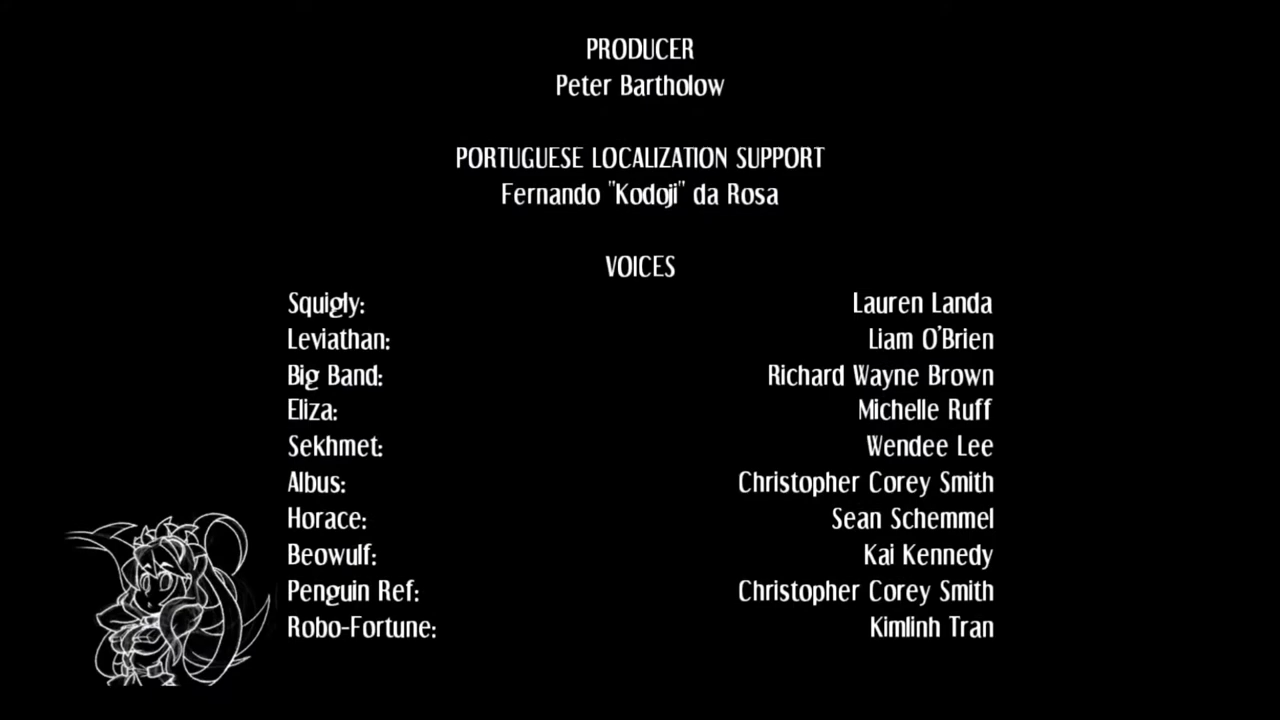 PRODUCER
Peter Bartholow
PORTUGUESE LOCALIZATION SUPPORT
Fernando "Kodoji" da Rosa
VOICES
Squigly: Lauren Landa
Leviathan: Liam O'Brien
Big Band: Richard Wayne Brown
Eliza: Michelle Ruff
Sekhmet: Wendee Lee
Albus: Christopher Corey Smith
Horace: Sean Schemmel
Beowulf: Kai Kennedy
Penguin Ref: Christopher Corey Smith
Robo-Fortune: Kimlinh Tran